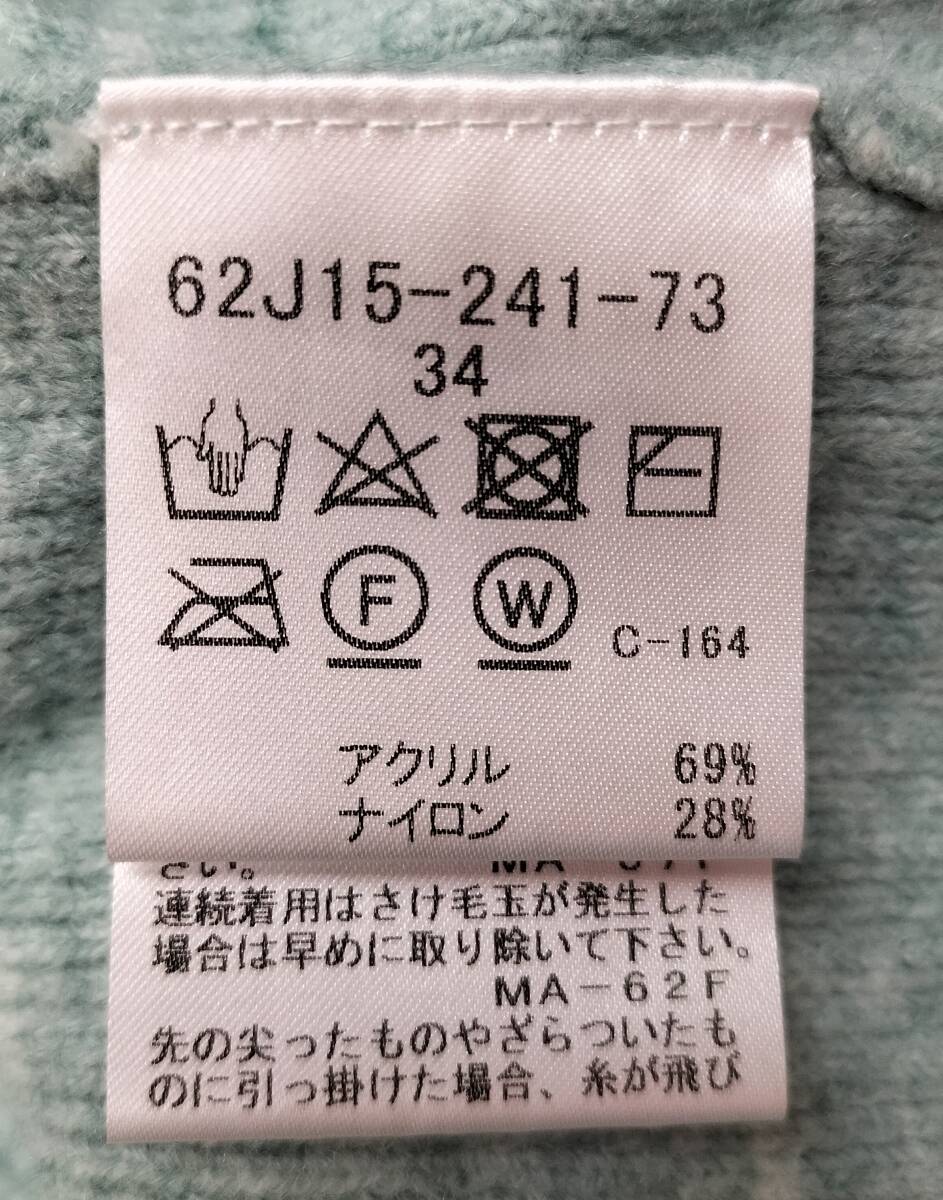 62J15-241-73
34
F
W
C-164
アクリル 69%
ナイロン 28%
さい。
連続着用はさけ毛玉が発生した
場合は早めに取り除いて下さい。
MA-62F
先の尖ったものやざらついたも
のに引っ掛けた場合、糸が飛び